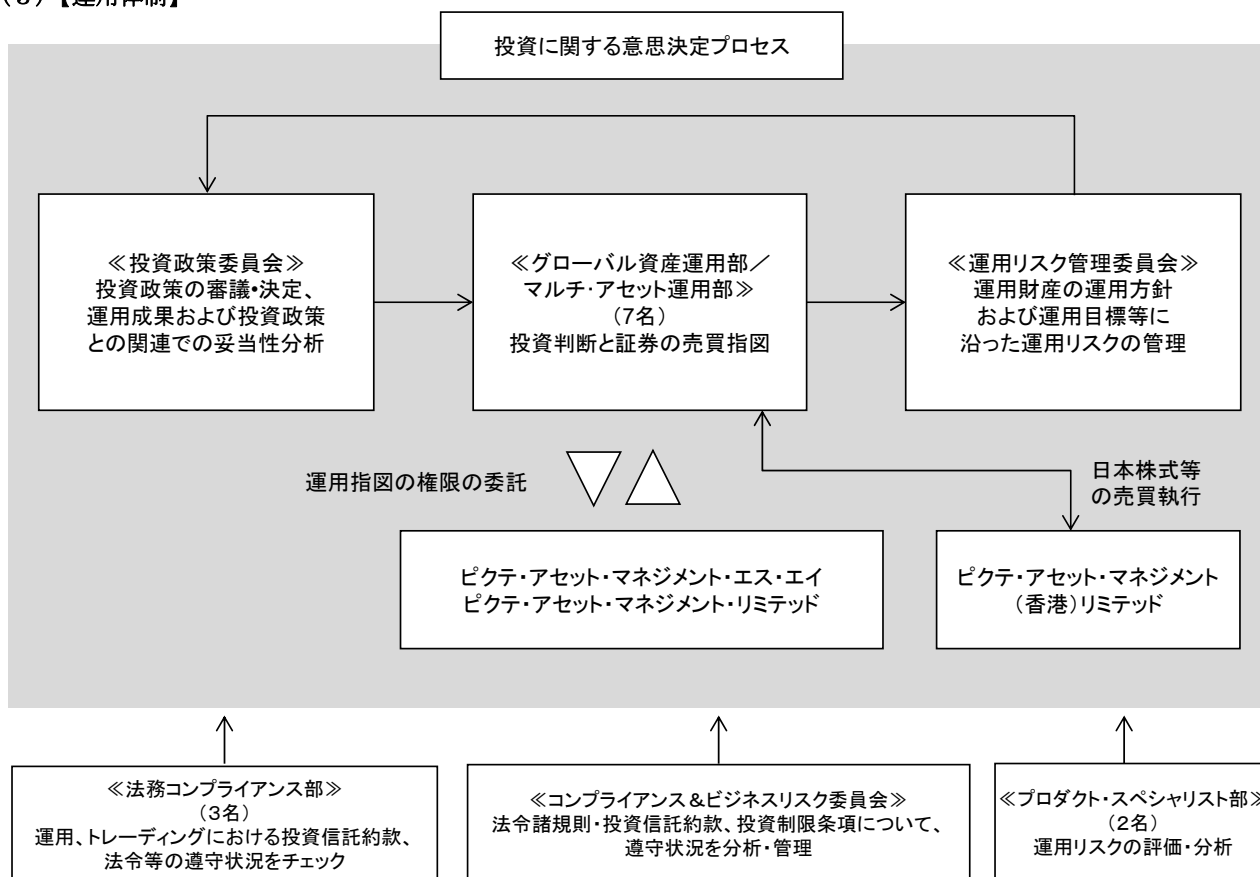 (3)【運用体制】
投資に関する意思決定プロセス
≪投資政策委員会≫
投資政策の審議・決定、
運用成果および投資政策
との関連での妥当性分析
≪グローバル資産運用部／
マルチ・アセット運用部≫
（7名）
投資判断と証券の売買指図
≪運用リスク管理委員会≫
運用財産の運用方針
および運用目標等に
沿った運用リスクの管理
運用指図の権限の委託
日本株式等
の売買執行
ピクテ・アセット・マネジメント・エス・エイ
ピクテ・アセット・マネジメント・リミテッド
ピクテ・アセット・マネジメント
（香港）リミテッド
≪法務コンプライアンス部≫
（3名）
運用、トレーディングにおける投資信託約款、
法令等の遵守状況をチェック
≪コンプライアンス＆ビジネスリスク委員会≫
法令諸規則・投資信託約款、投資制限条項について、
遵守状況を分析・管理
≪プロダクト・スペシャリスト部≫
（2名）
運用リスクの評価・分析